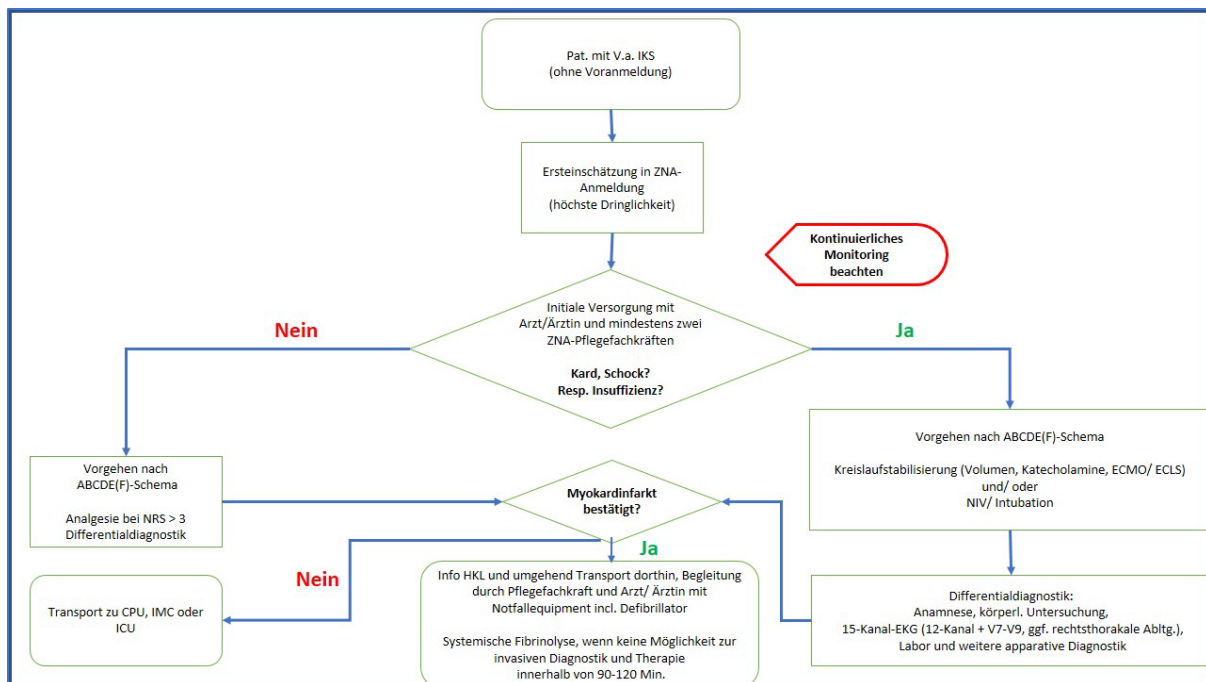 Pat. mit V.a. IKS
(ohne Voranmeldung)
Ersteinschätzung in ZNA-
Anmeldung
(höchste Dringlichkeit)
Kontinuierliches
Monitoring
beachten
Initiale Versorgung mit
Arzt/Ärztin und mindestens zwei
ZNA-Pflegefachkräften
Kard, Schock?
Resp. Insuffizienz?
Nein
Ja
Vorgehen nach
ABCDE(F)-Schema
Analgesie bei NRS > 3
Differentialdiagnostik
Vorgehen nach ABCDE(F)-Schema
Kreislaufstabilisierung (Volumen, Katecholamine, ECMO/ ECLS)
und/ oder
NIV/ Intubation
Differentialdiagnostik:
Anamnese, körperl. Untersuchung,
15-Kanal-EKG (12-Kanal + V7-V9, ggf. rechtsthorakale Abltg.),
Labor und weitere apparative Diagnostik
Myokardinfarkt
bestätigt?
Nein
Ja
Transport zu CPU, IMC oder
ICU
Info HKL und umgehend Transport dorthin, Begleitung
durch Pflegefachkraft und Arzt/ Ärztin mit
Notfallequipment incl. Defibrillator
Systemische Fibrinolyse, wenn keine Möglichkeit zur
invasiven Diagnostik und Therapie
innerhalb von 90-120 Min.